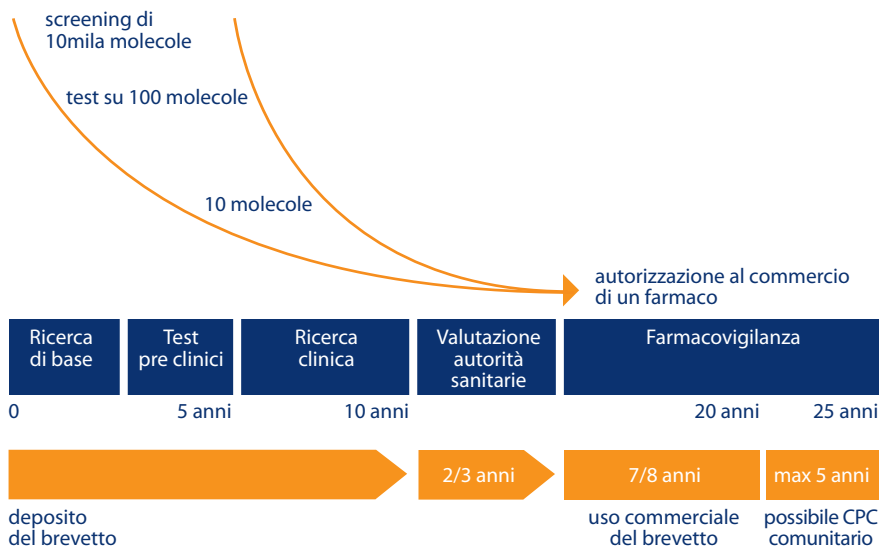 screening di
10mila molecole
test su 100 molecole
10 molecole
autorizzazione al commercio
di un farmaco
Ricerca
di base
Test
pre clinici
Ricerca
clinica
Valutazione
autorità
sanitarie
Farmacovigilanza
0
5 anni
10 anni
20 anni
25 anni
2/3 anni
7/8 anni
max 5 anni
deposito
del brevetto
uso commerciale
del brevetto
possibile CPC
comunitario